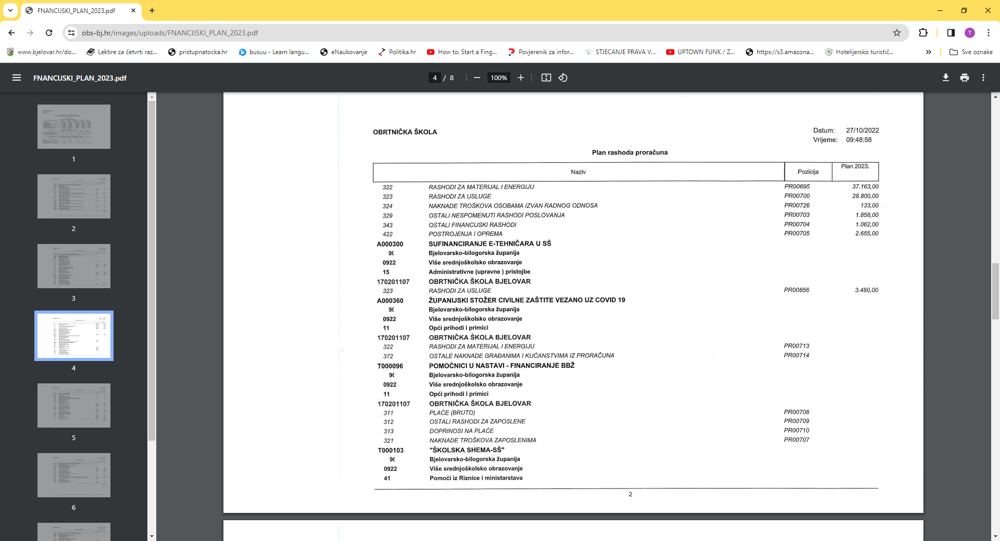 FNANCIJSKI_PLAN_2023.pdf
obs-bj.hr/images/uploads/FNANCIJSKI_PLAN_2023.pdf
T
www.bjelovar.hr/do...
Lektire za četvrti raz...
pristupnatocka.hr
busuu - Learn langu...
eNaukovanje
Politika.hr
How to: Start a Fing...
Povjerenik za infor...
STJECANJE PRAVA V...
UPTOWN FUNK / Z...
https://s3.amazona...
Hotelijersko turistič...
Sve oznake
FNANCIJSKI_PLAN_2023.pdf
4 / 8
100%
1
2
3
4
5
6
OBRTNIČKA ŠKOLA
Datum: 27/10/2022
Vrijeme: 09:48:58
Plan rashoda proračuna
Naziv Pozicija Plan 2023.
322 RASHODI ZA MATERIJAL I ENERGIJU PR00695 37.163,00
323 RASHODI ZA USLUGE PR00700 28.800,00
324 NAKNADE TROŠKOVA OSOBAMA IZVAN RADNOG ODNOSA PR00726 133,00
329 OSTALI NESPOMENUTI RASHODI POSLOVANJA PR00703 1.858,00
343 OSTALI FINANCIJSKI RASHODI PR00704 1.062,00
422 POSTROJENJA I OPREMA PR00705 2.655,00
A000300 SUFINANCIRANJE E-TEHNIČARA U SŠ
Bjelovarsko-bilogorska županija
0922 Više srednjoškolsko obrazovanje
15 Administrativne (upravne ) pristojbe
170201107 OBRTNIČKA ŠKOLA BJELOVAR
323 RASHODI ZA USLUGE PR00856 3.480,00
A000360 ŽUPANIJSKI STOŽER CIVILNE ZAŠTITE VEZANO UZ COVID 19
Bjelovarsko-bilogorska županija
0922 Više srednjoškolsko obrazovanje
11 Opći prihodi i primici
170201107 OBRTNIČKA ŠKOLA BJELOVAR
322 RASHODI ZA MATERIJAL I ENERGIJU PR00713
372 OSTALE NAKNADE GRAĐANIMA I KUĆANSTVIMA IZ PRORAČUNA PR00714
T000096 POMOĆNICI U NASTAVI - FINANCIRANJE BBŽ
Bjelovarsko-bilogorska županija
0922 Više srednjoškolsko obrazovanje
11 Opći prihodi i primici
170201107 OBRTNIČKA ŠKOLA BJELOVAR
311 PLAĆE (BRUTO) PR00708
312 OSTALI RASHODI ZA ZAPOSLENE PR00709
313 DOPRINOSI NA PLAĆE PR00710
321 NAKNADE TROŠKOVA ZAPOSLENIMA PR00707
T000103 "ŠKOLSKA SHEMA-SŠ"
Bjelovarsko-bilogorska županija
0922 Više srednjoškolsko obrazovanje
41 Pomoći iz Riznice i ministarstava
2